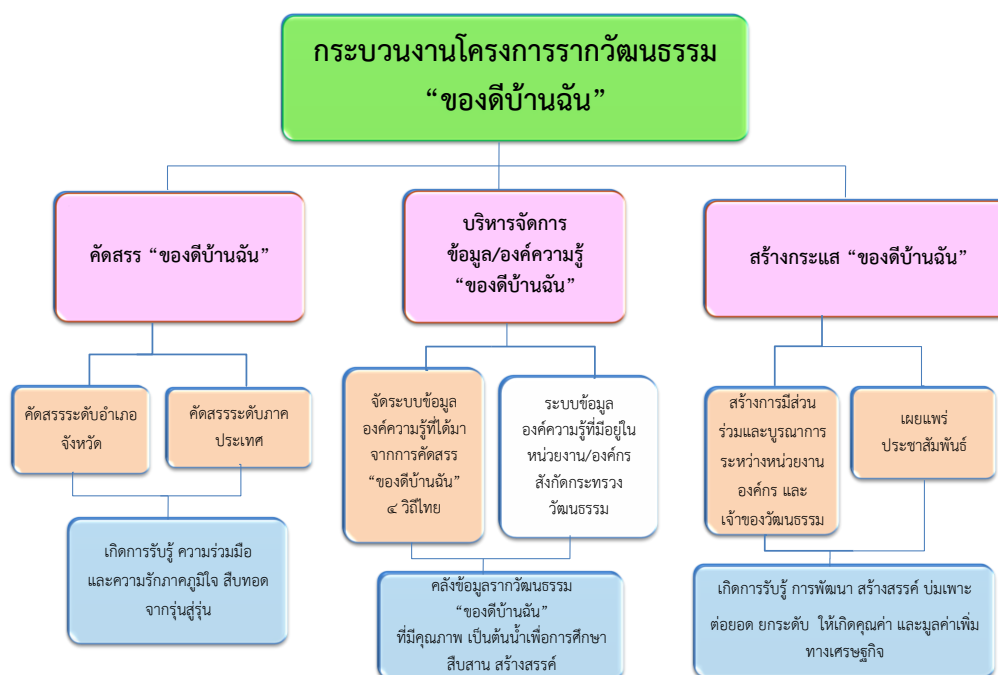 กระบวนงานโครงการรากวัฒนธรรม
“ของดีบ้านฉัน”
คัดสรร “ของดีบ้านฉัน”
บริหารจัดการ
ข้อมูล/องค์ความรู้
“ของดีบ้านฉัน”
สร้างกระแส “ของดีบ้านฉัน”
คัดสรรระดับอำเภอ
จังหวัด
คัดสรรระดับภาค
ประเทศ
จัดระบบข้อมูล
องค์ความรู้ที่ได้มา
จากการคัดสรร
“ของดีบ้านฉัน”
๔ วิถีไทย
ระบบข้อมูล
องค์ความรู้ที่มีอยู่ใน
หน่วยงาน/องค์กร
สังกัดกระทรวง
วัฒนธรรม
สร้างการมีส่วน
ร่วมและบูรณาการ
ระหว่างหน่วยงาน
องค์กร และ
เจ้าของวัฒนธรรม
เผยแพร่
ประชาสัมพันธ์
เกิดการรับรู้ ความร่วมมือ
และความรักภาคภูมิใจ สืบทอด
จากรุ่นสู่รุ่น
คลังข้อมูลรากวัฒนธรรม
“ของดีบ้านฉัน”
ที่มีคุณภาพ เป็นต้นน้ำเพื่อการศึกษา
สืบสาน สร้างสรรค์
เกิดการรับรู้ การพัฒนา สร้างสรรค์ บ่มเพาะ
ต่อยอด ยกระดับ ให้เกิดคุณค่า และมูลค่าเพิ่ม
ทางเศรษฐกิจ